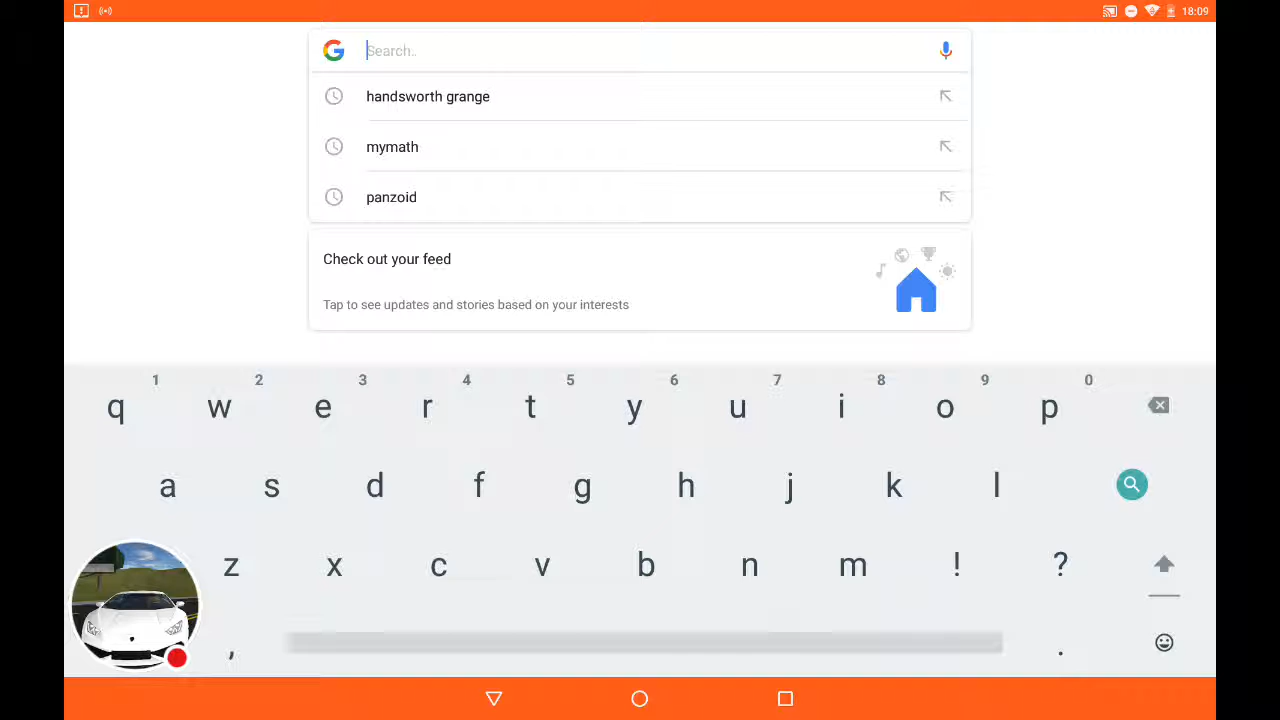 18:09
Search..
handsworth grange
mymath
panzoid
Check out your feed
Tap to see updates and stories based on your interests
1 2 3 4 5 6 7 8 9 0
q w e r t y u i o p
a s d f g h j k l
z x c v b n m ! ?
, .